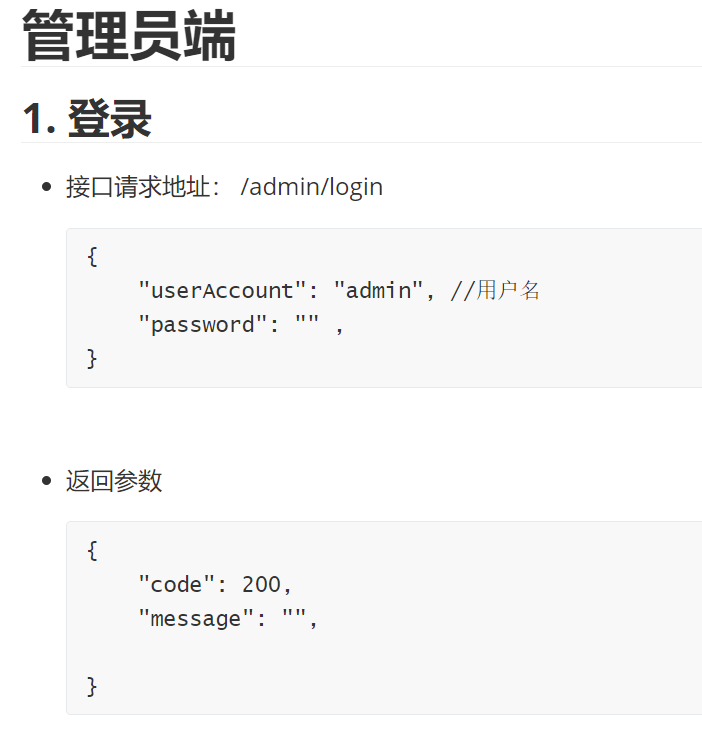 管理员端
1. 登录
接口请求地址： /admin/login
{
"userAccount": "admin", //用户名
"password": "" ,
}
返回参数
{
"code": 200,
"message": "",
}